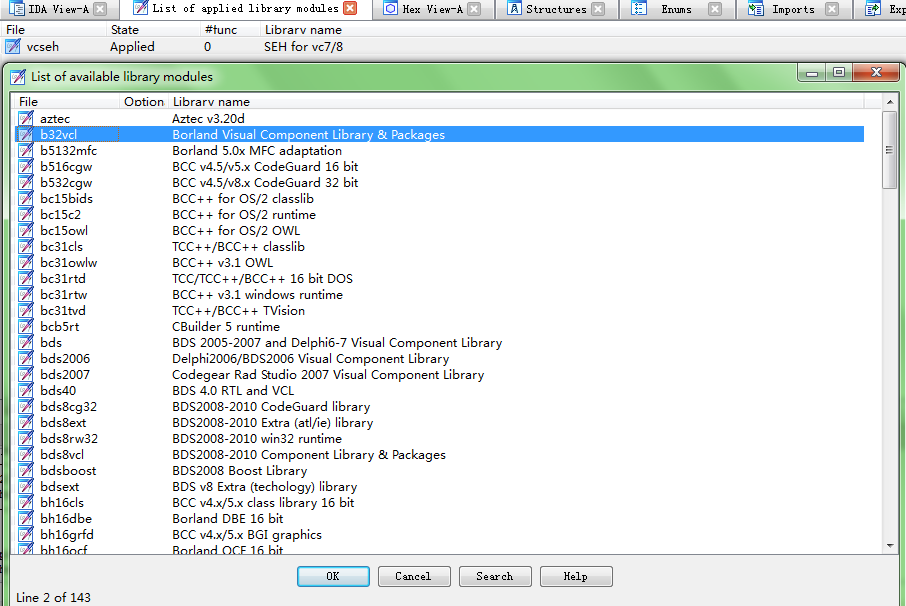 IDA View-A List of applied library modules Hex View-A Structures Enums Imports
File State #func Library name
vcseh Applied 0 SEH for vc7/8
List of available library modules
File Option Library name
aztec Aztec v3.20d
b32vcl Borland Visual Component Library & Packages
b5132mfc Borland 5.0x MFC adaptation
b516cgw BCC v4.5/v5.x CodeGuard 16 bit
b532cgw BCC v4.5/v8.x CodeGuard 32 bit
bc15bids BCC++ for OS/2 classlib
bc15c2 BCC++ for OS/2 runtime
bc15owl BCC++ for OS/2 OWL
bc31cls TCC++/BCC++ classlib
bc31owlw BCC++ v3.1 OWL
bc31rtd TCC/TCC++/BCC++ 16 bit DOS
bc31rtw BCC++ v3.1 windows runtime
bc31tvd TCC++/BCC++ TVision
bcb5rt CBuilder 5 runtime
bds BDS 2005-2007 and Delphi6-7 Visual Component Library
bds2006 Delphi2006/BDS2006 Visual Component Library
bds2007 Codegear Rad Studio 2007 Visual Component Library
bds40 BDS 4.0 RTL and VCL
bds8cg32 BDS2008-2010 CodeGuard library
bds8ext BDS2008-2010 Extra (atl/ie) library
bds8rw32 BDS2008-2010 win32 runtime
bds8vcl BDS2008-2010 Component Library & Packages
bdsboost BDS2008 Boost Library
bdsext BDS v8 Extra (techology) library
bh16cls BCC v4.x/5.x class library 16 bit
bh16dbe Borland DBE 16 bit
bh16grfd BCC v4.x/5.x BGI graphics
bh16ocf Borland OCF 16 bit
OK Cancel Search Help
Line 2 of 143